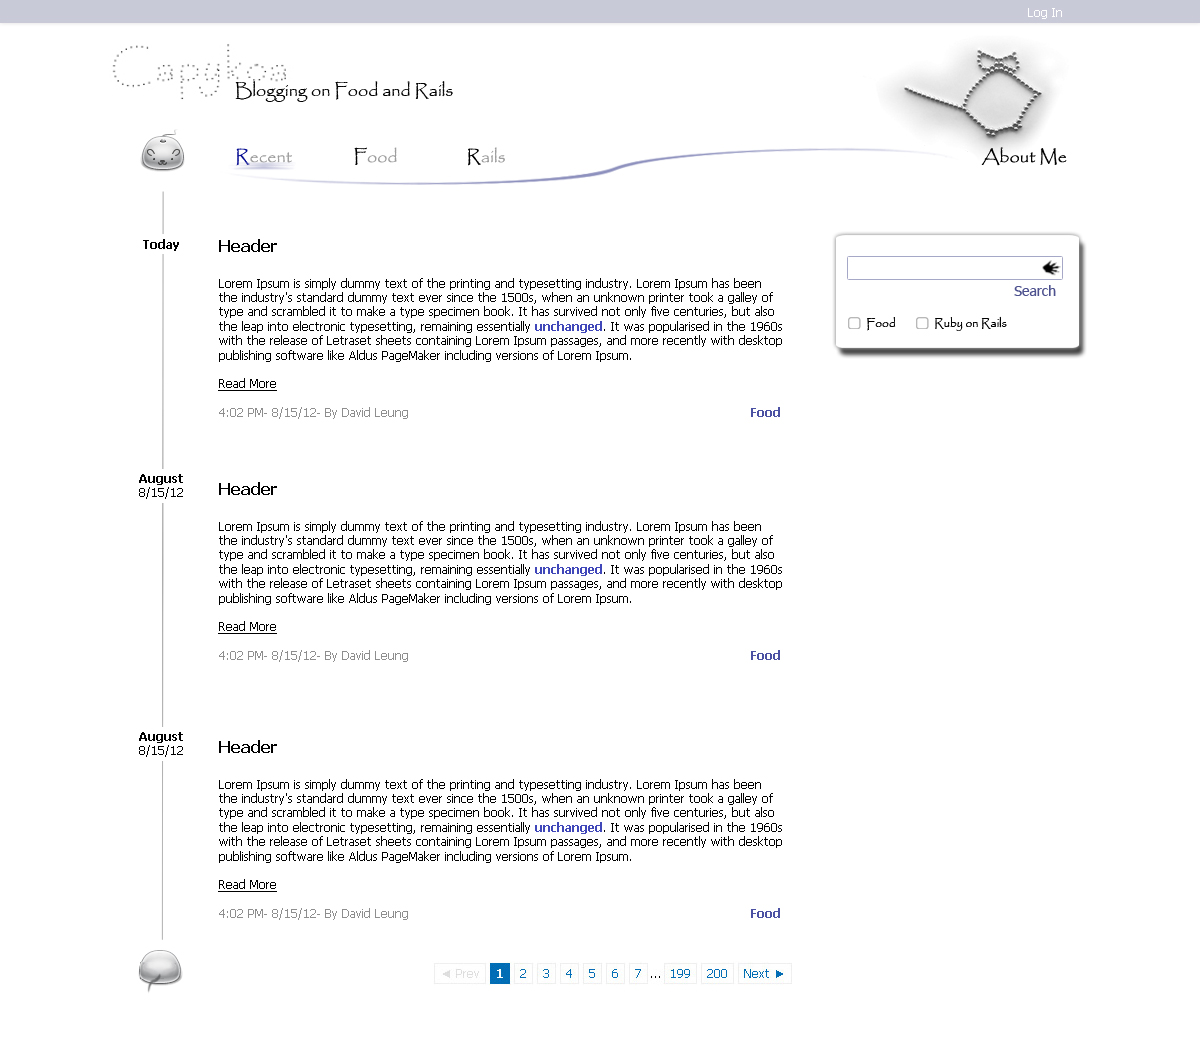 Log In
Capykoa
Blogging on Food and Rails
Recent Food Rails
About Me
Today
Header
Lorem Ipsum is simply dummy text of the printing and typesetting industry. Lorem Ipsum has been
the industry's standard dummy text ever since the 1500s, when an unknown printer took a galley of
type and scrambled it to make a type specimen book. It has survived not only five centuries, but also
the leap into electronic typesetting, remaining essentially unchanged. It was popularised in the 1960s
with the release of Letraset sheets containing Lorem Ipsum passages, and more recently with desktop
publishing software like Aldus PageMaker including versions of Lorem Ipsum.
Read More
4:02 PM- 8/15/12- By David Leung Food
Search
Food Ruby on Rails
August
8/15/12
Header
Lorem Ipsum is simply dummy text of the printing and typesetting industry. Lorem Ipsum has been
the industry's standard dummy text ever since the 1500s, when an unknown printer took a galley of
type and scrambled it to make a type specimen book. It has survived not only five centuries, but also
the leap into electronic typesetting, remaining essentially unchanged. It was popularised in the 1960s
with the release of Letraset sheets containing Lorem Ipsum passages, and more recently with desktop
publishing software like Aldus PageMaker including versions of Lorem Ipsum.
Read More
4:02 PM- 8/15/12- By David Leung Food
August
8/15/12
Header
Lorem Ipsum is simply dummy text of the printing and typesetting industry. Lorem Ipsum has been
the industry's standard dummy text ever since the 1500s, when an unknown printer took a galley of
type and scrambled it to make a type specimen book. It has survived not only five centuries, but also
the leap into electronic typesetting, remaining essentially unchanged. It was popularised in the 1960s
with the release of Letraset sheets containing Lorem Ipsum passages, and more recently with desktop
publishing software like Aldus PageMaker including versions of Lorem Ipsum.
Read More
4:02 PM- 8/15/12- By David Leung Food
◄ Prev 1 2 3 4 5 6 7 ... 199 200 Next ►